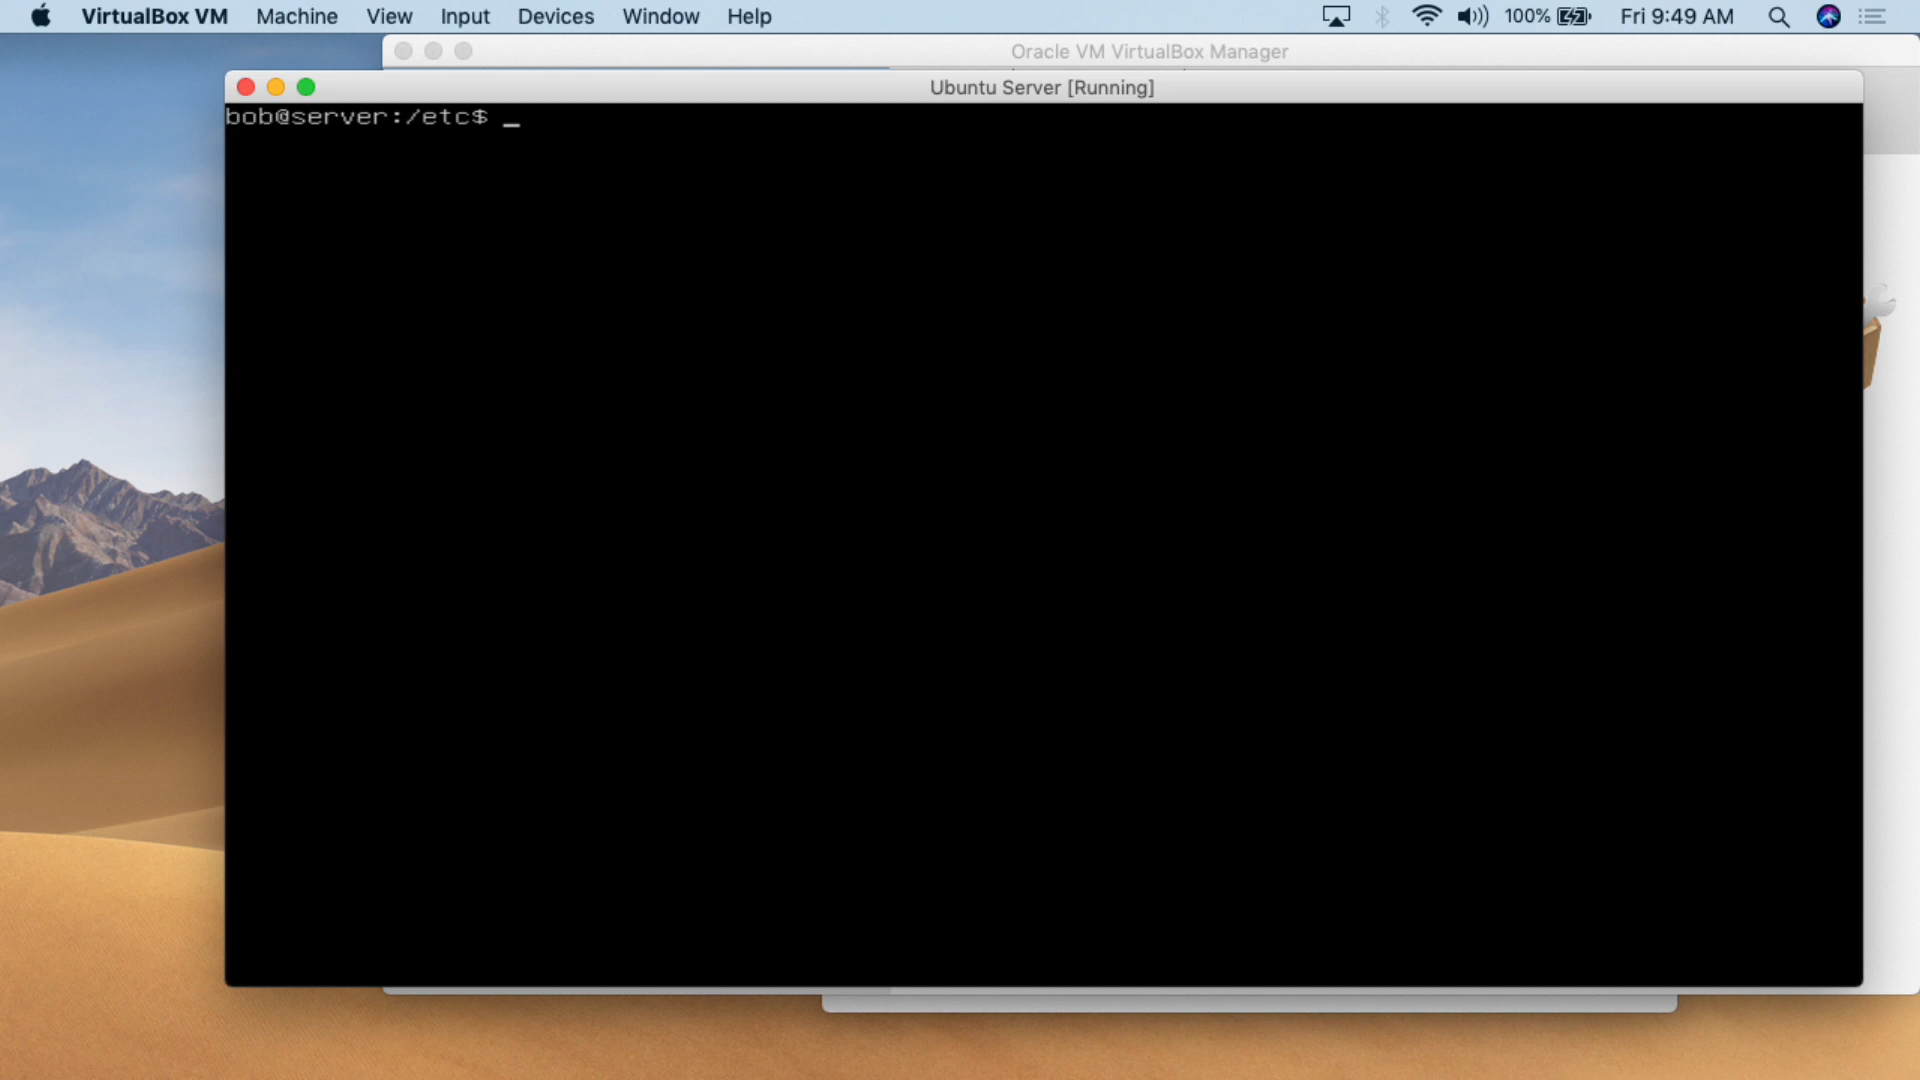 VirtualBox VM Machine View Input Devices Window Help 100% Fri 9:49 AM
Oracle VM VirtualBox Manager
Ubuntu Server [Running]
bob@server:/etc$ _